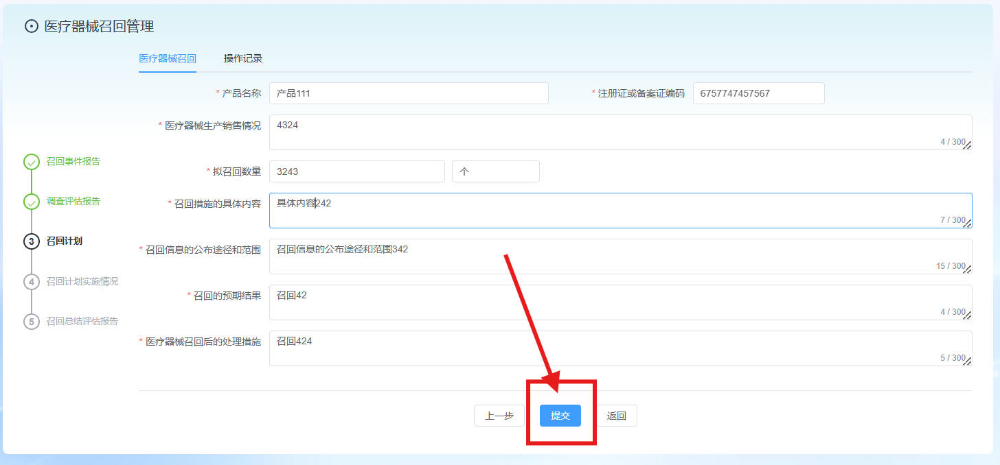 医疗器械召回管理
医疗器械召回 操作记录
* 产品名称 产品111 * 注册证或备案证编码 6757747457567
* 医疗器械生产销售情况 4324
4 / 300
召回事件报告
* 拟召回数量 3243 个
调查评估报告
* 召回措施的具体内容 具体内容242
7 / 300
3 召回计划
* 召回信息的公布途径和范围 召回信息的公布途径和范围342
15 / 300
4 召回计划实施情况
* 召回的预期结果 召回42
4 / 300
5 召回总结评估报告
* 医疗器械召回后的处理措施 召回424
5 / 300
上一步 提交 返回